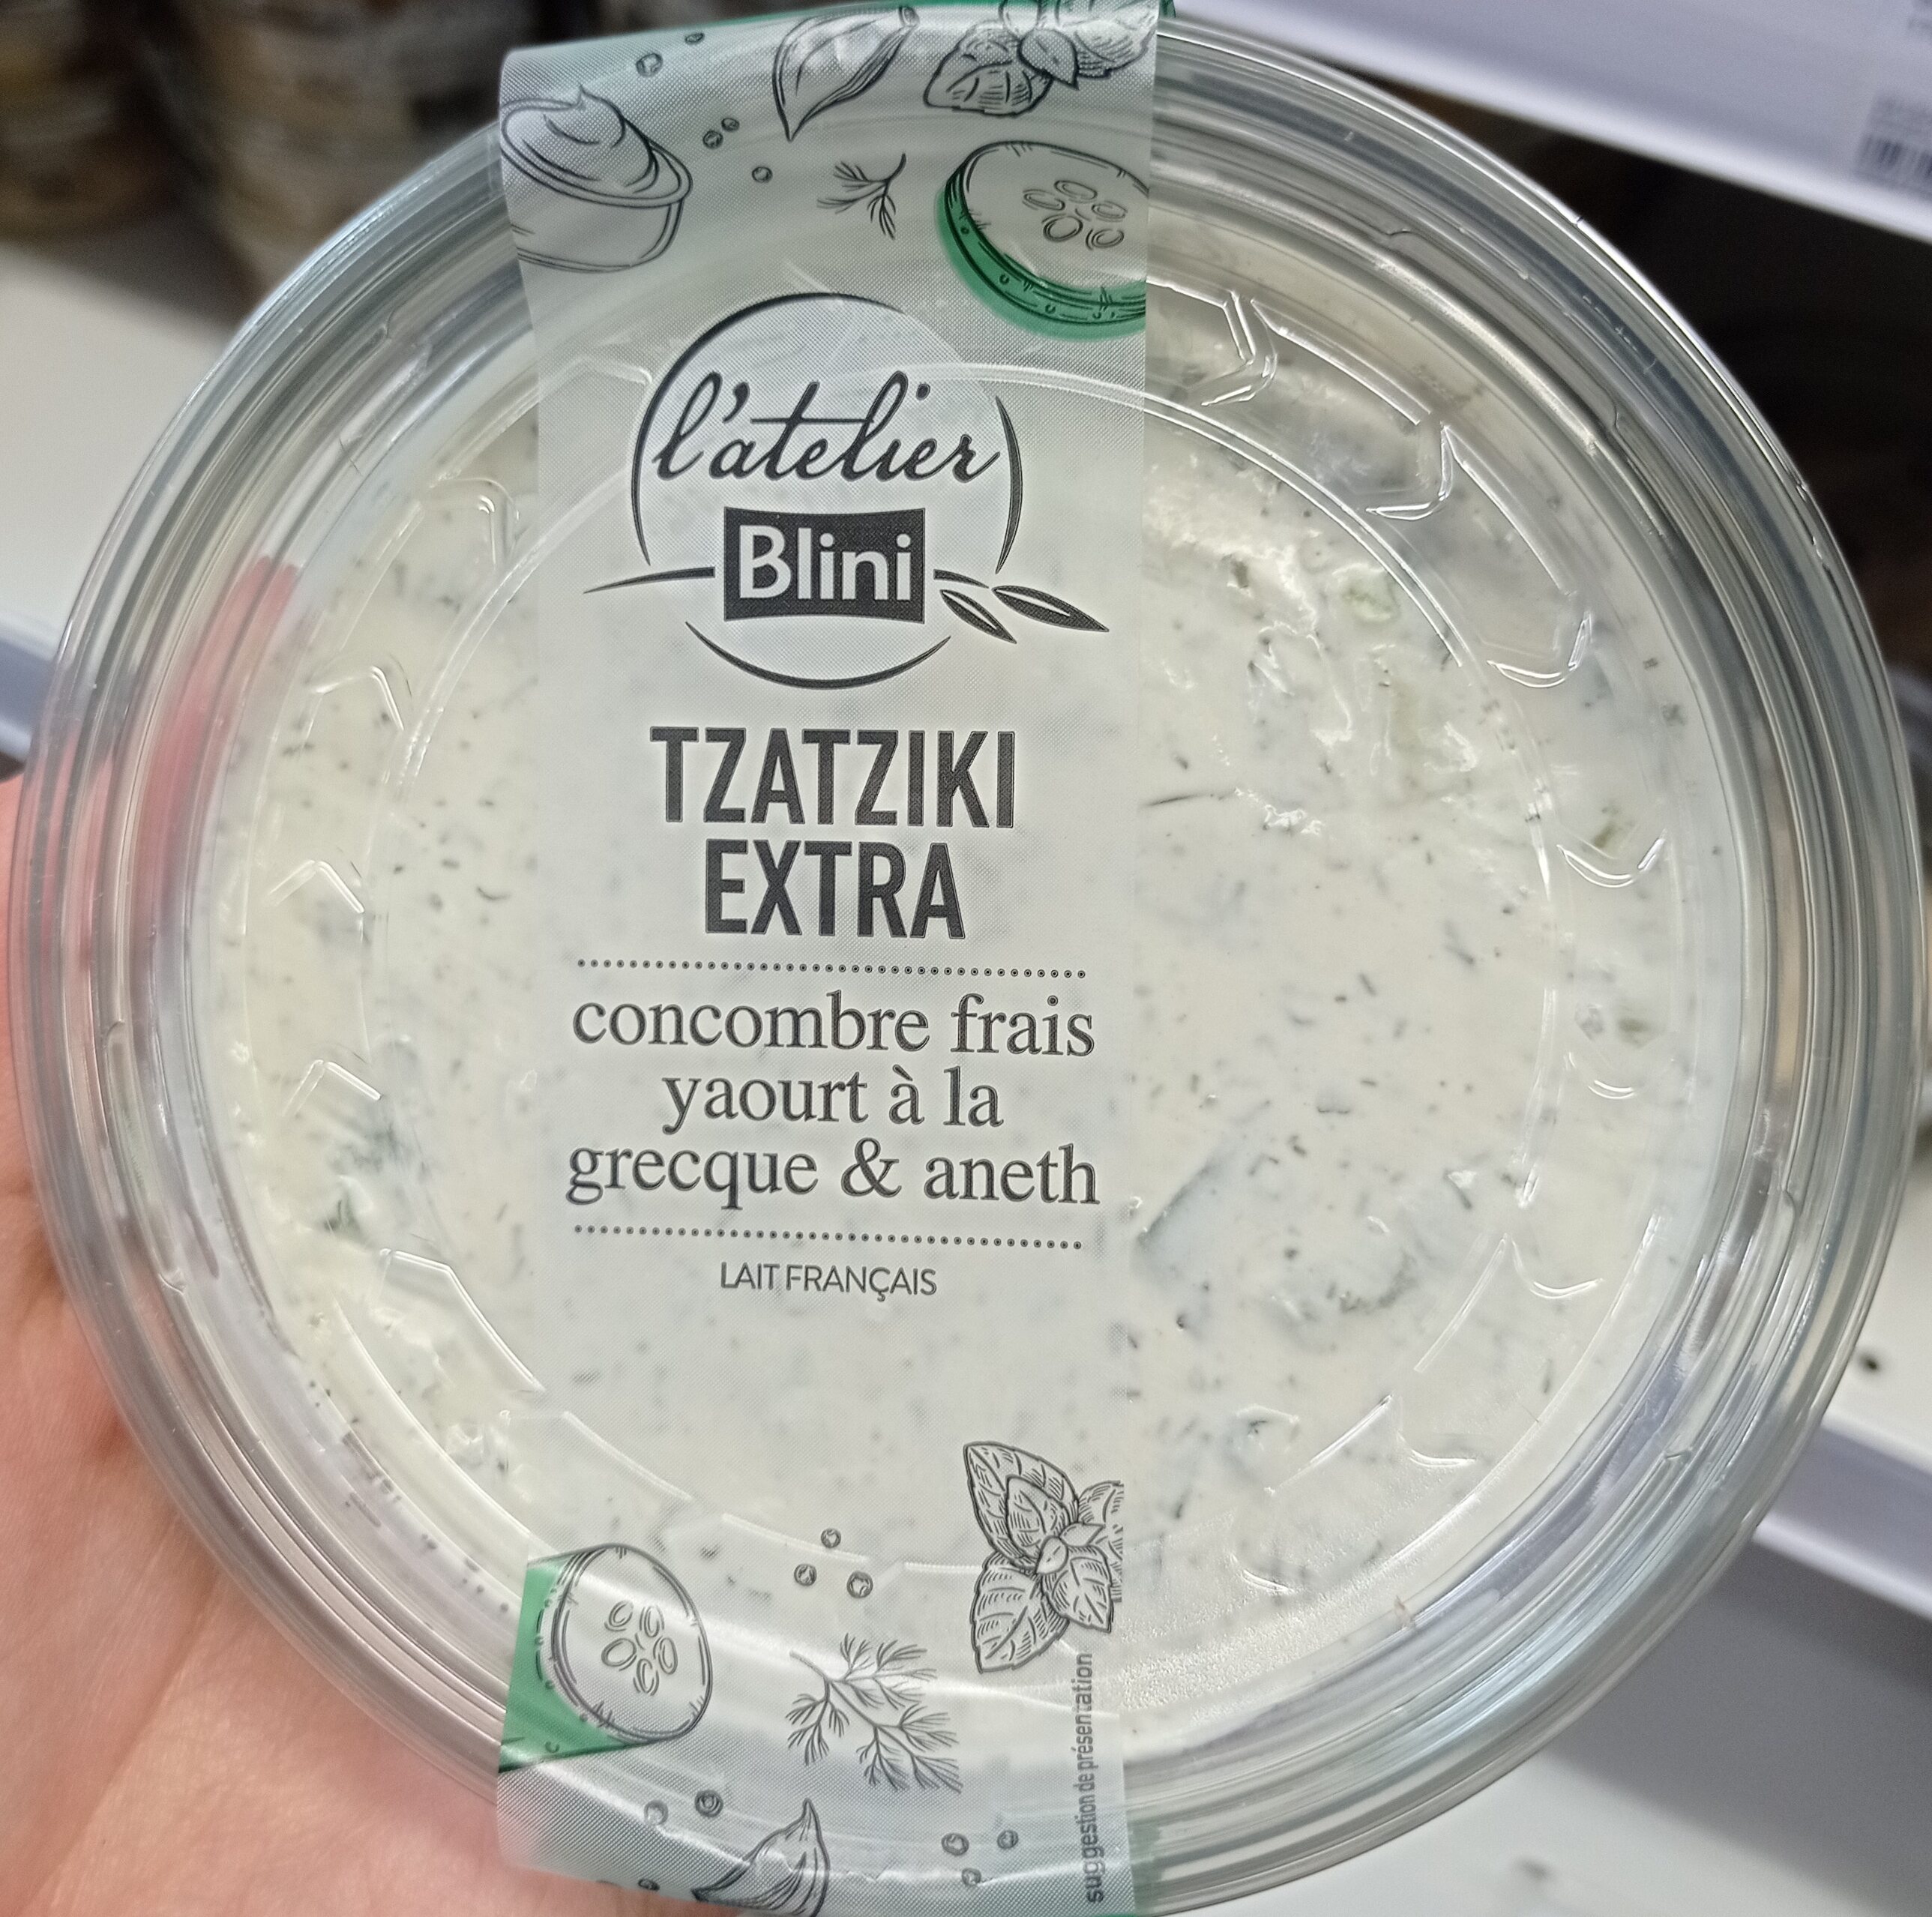 l'atelier
Blini
TZATZIKI
EXTRA
concombre frais
yaourt à la
grecque & aneth
LAIT FRANÇAIS
suggestion de présentation